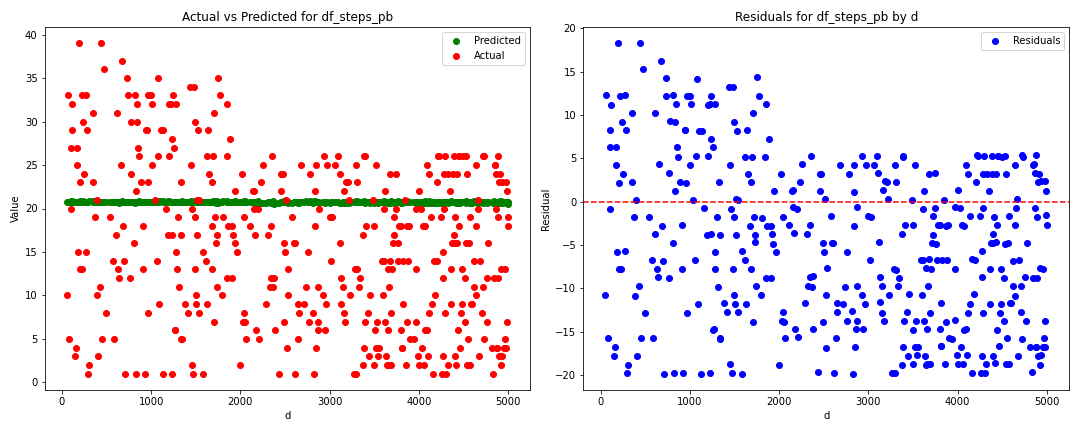 Actual vs Predicted for df_steps_pb
Predicted
Actual
Value
40
35
30
25
20
15
10
5
0
0 1000 2000 3000 4000 5000
d
Residuals for df_steps_pb by d
Residuals
Residual
20
15
10
5
0
−5
−10
−15
−20
0 1000 2000 3000 4000 5000
d